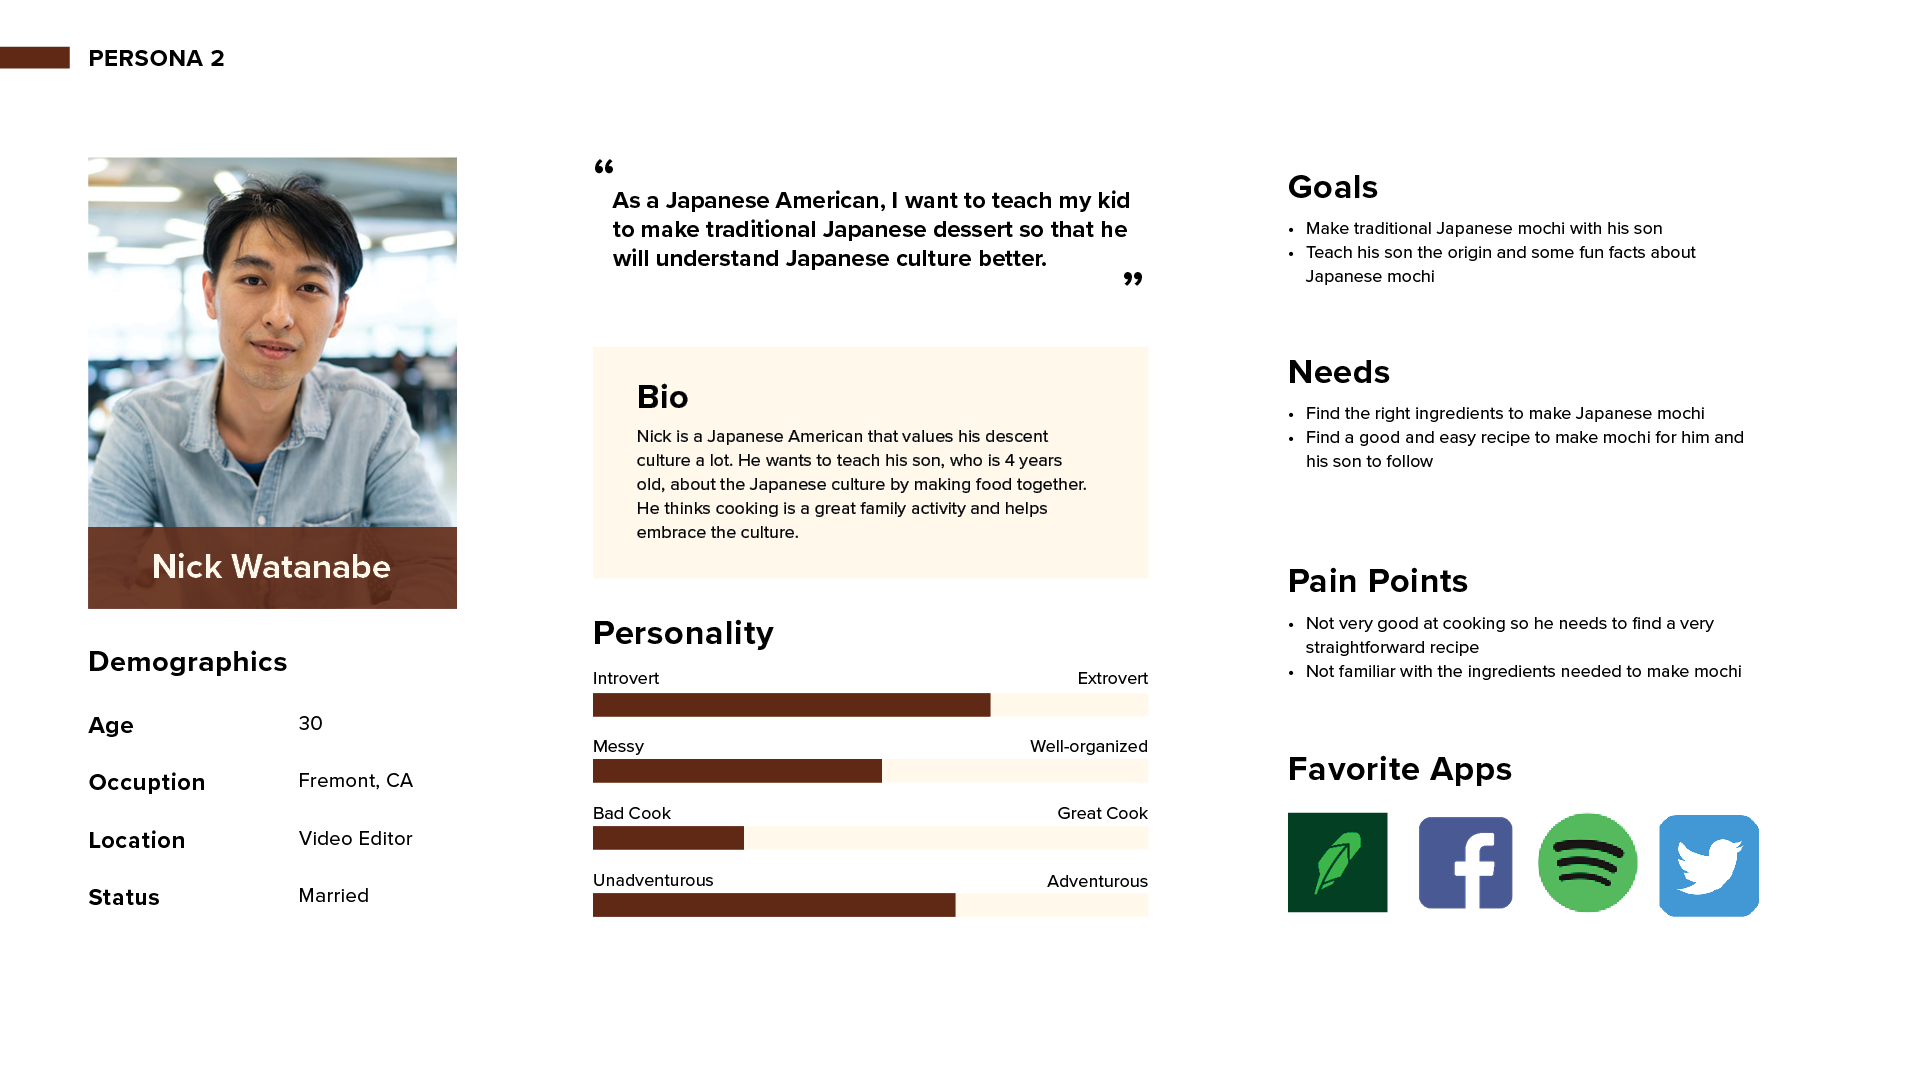 PERSONA 2
Nick Watanabe
Demographics
Age 30
Occuption Fremont, CA
Location Video Editor
Status Married
“
As a Japanese American, I want to teach my kid
to make traditional Japanese dessert so that he
will understand Japanese culture better.
”
Bio
Nick is a Japanese American that values his descent
culture a lot. He wants to teach his son, who is 4 years
old, about the Japanese culture by making food together.
He thinks cooking is a great family activity and helps
embrace the culture.
Personality
Introvert Extrovert
Messy Well-organized
Bad Cook Great Cook
Unadventurous Adventurous
Goals
• Make traditional Japanese mochi with his son
• Teach his son the origin and some fun facts about
Japanese mochi
Needs
• Find the right ingredients to make Japanese mochi
• Find a good and easy recipe to make mochi for him and
his son to follow
Pain Points
• Not very good at cooking so he needs to find a very
straightforward recipe
• Not familiar with the ingredients needed to make mochi
Favorite Apps